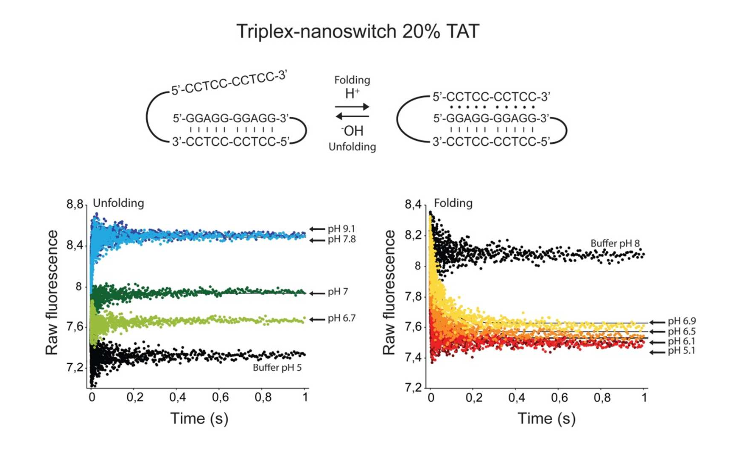 Triplex-nanoswitch 20% TAT
5'-CCTCC-CCTCC-3'
5'-GGAGG-GGAGG-3'
3'-CCTCC-CCTCC-5'
Folding
H⁺
⁻OH
Unfolding
5'-CCTCC-CCTCC-3'
5'-GGAGG-GGAGG-3'
3'-CCTCC-CCTCC-5'
Unfolding
Raw fluorescence
8,8
8,4
8
7,6
7,2
pH 9.1
pH 7.8
pH 7
pH 6.7
Buffer pH 5
0 0,2 0,4 0,6 0,8 1
Time (s)
Folding
Raw fluorescence
8,4
8,2
8
7,8
7,6
7,4
7,2
Buffer pH 8
pH 6.9
pH 6.5
pH 6.1
pH 5.1
0 0,2 0,4 0,6 0,8 1
Time (s)